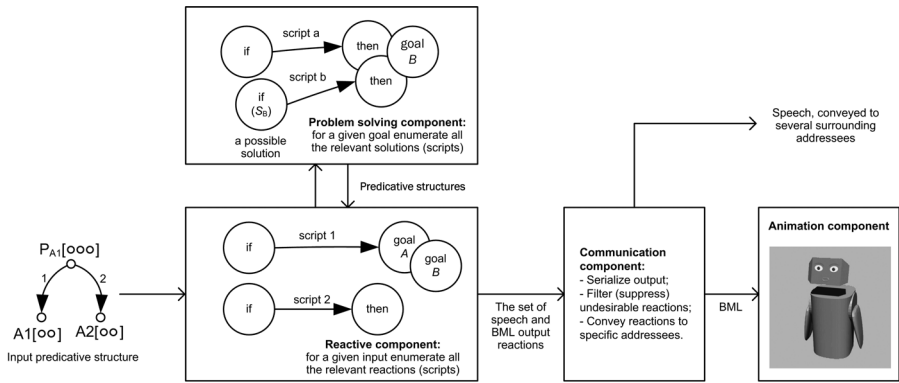 if
script a
then
goal
B
script b
then
if
(SB)
a possible
solution
Problem solving component:
for a given goal enumerate all
the relevant solutions (scripts)
Predicative structures
PA1[ooo]
1
2
A1[oo]
A2[oo]
Input predicative structure
if
script 1
goal
A
goal
B
if
script 2
then
Reactive component:
for a given input enumerate all
the relevant reactions (scripts)
The set of
speech and
BML output
reactions
Communication
component:
- Serialize output;
- Filter (suppress)
undesirable reactions;
- Convey reactions to
specific addressees.
Speech, conveyed to
several surrounding
addressees
BML
Animation component